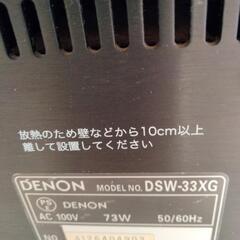 放熱のため壁などから10cm以上
離して設置してください
DENON MODEL NO. DSW-33XG
PS E DENON
AC 100V 73W 50/60Hz
NO.